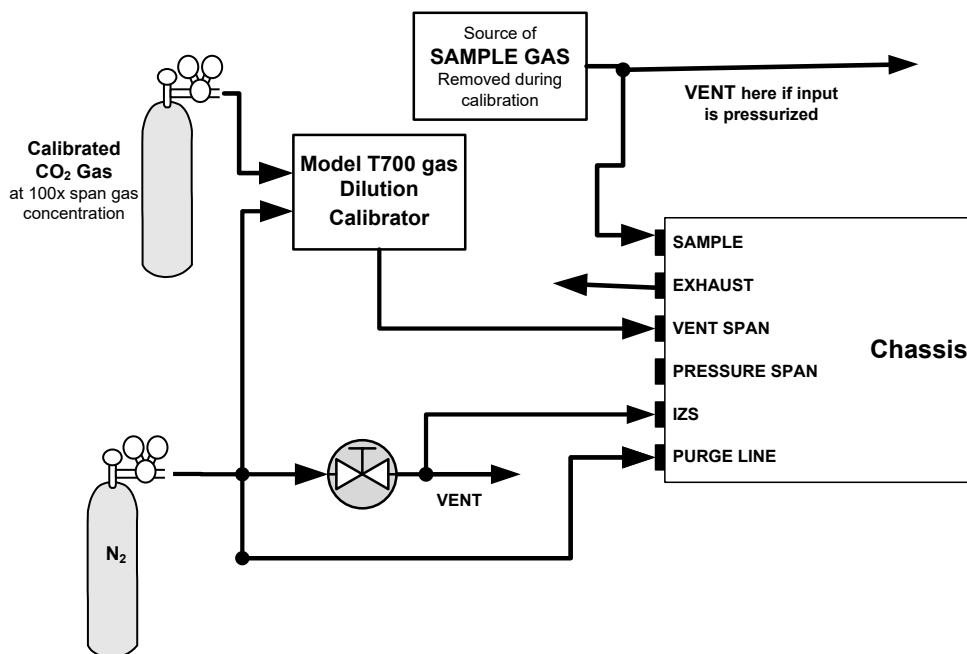 Source of
SAMPLE GAS
Removed during
calibration
VENT here if input
is pressurized
Calibrated
CO₂ Gas
at 100x span gas
concentration
Model T700 gas
Dilution
Calibrator
SAMPLE
EXHAUST
VENT SPAN
PRESSURE SPAN
IZS
PURGE LINE
Chassis
VENT
N₂